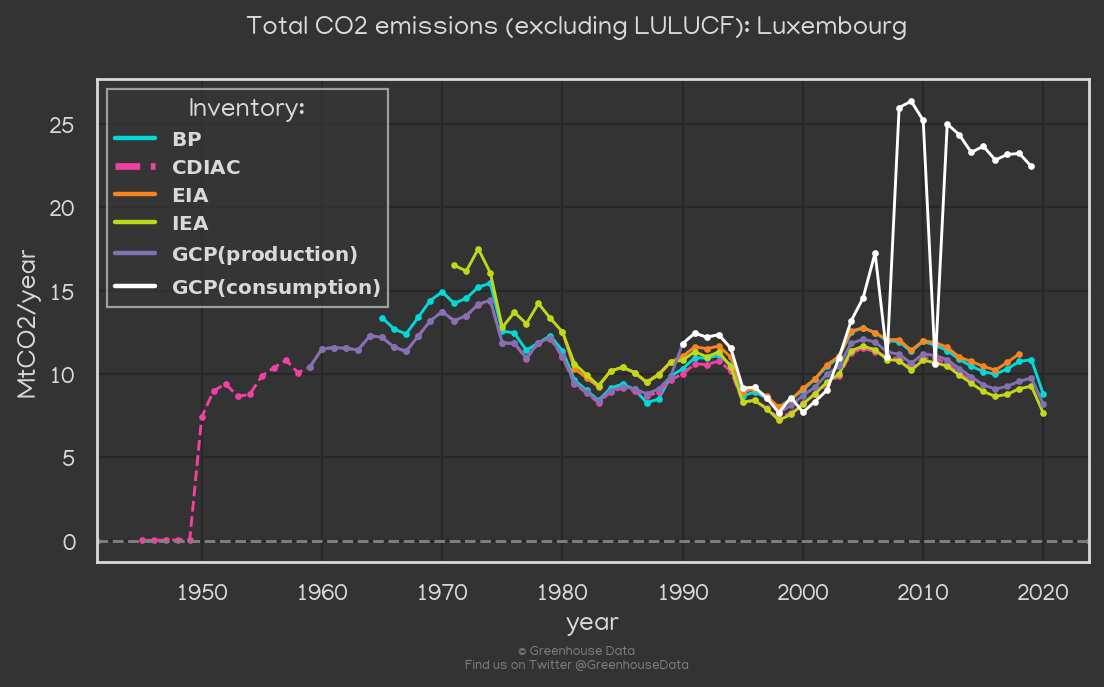 Total CO2 emissions (excluding LULUCF): Luxembourg
Inventory:
BP
CDIAC
EIA
IEA
GCP(production)
GCP(consumption)
MtCO2/year
25
20
15
10
5
0
1950 1960 1970 1980 1990 2000 2010 2020
year
© Greenhouse Data
Find us on Twitter @GreenhouseData